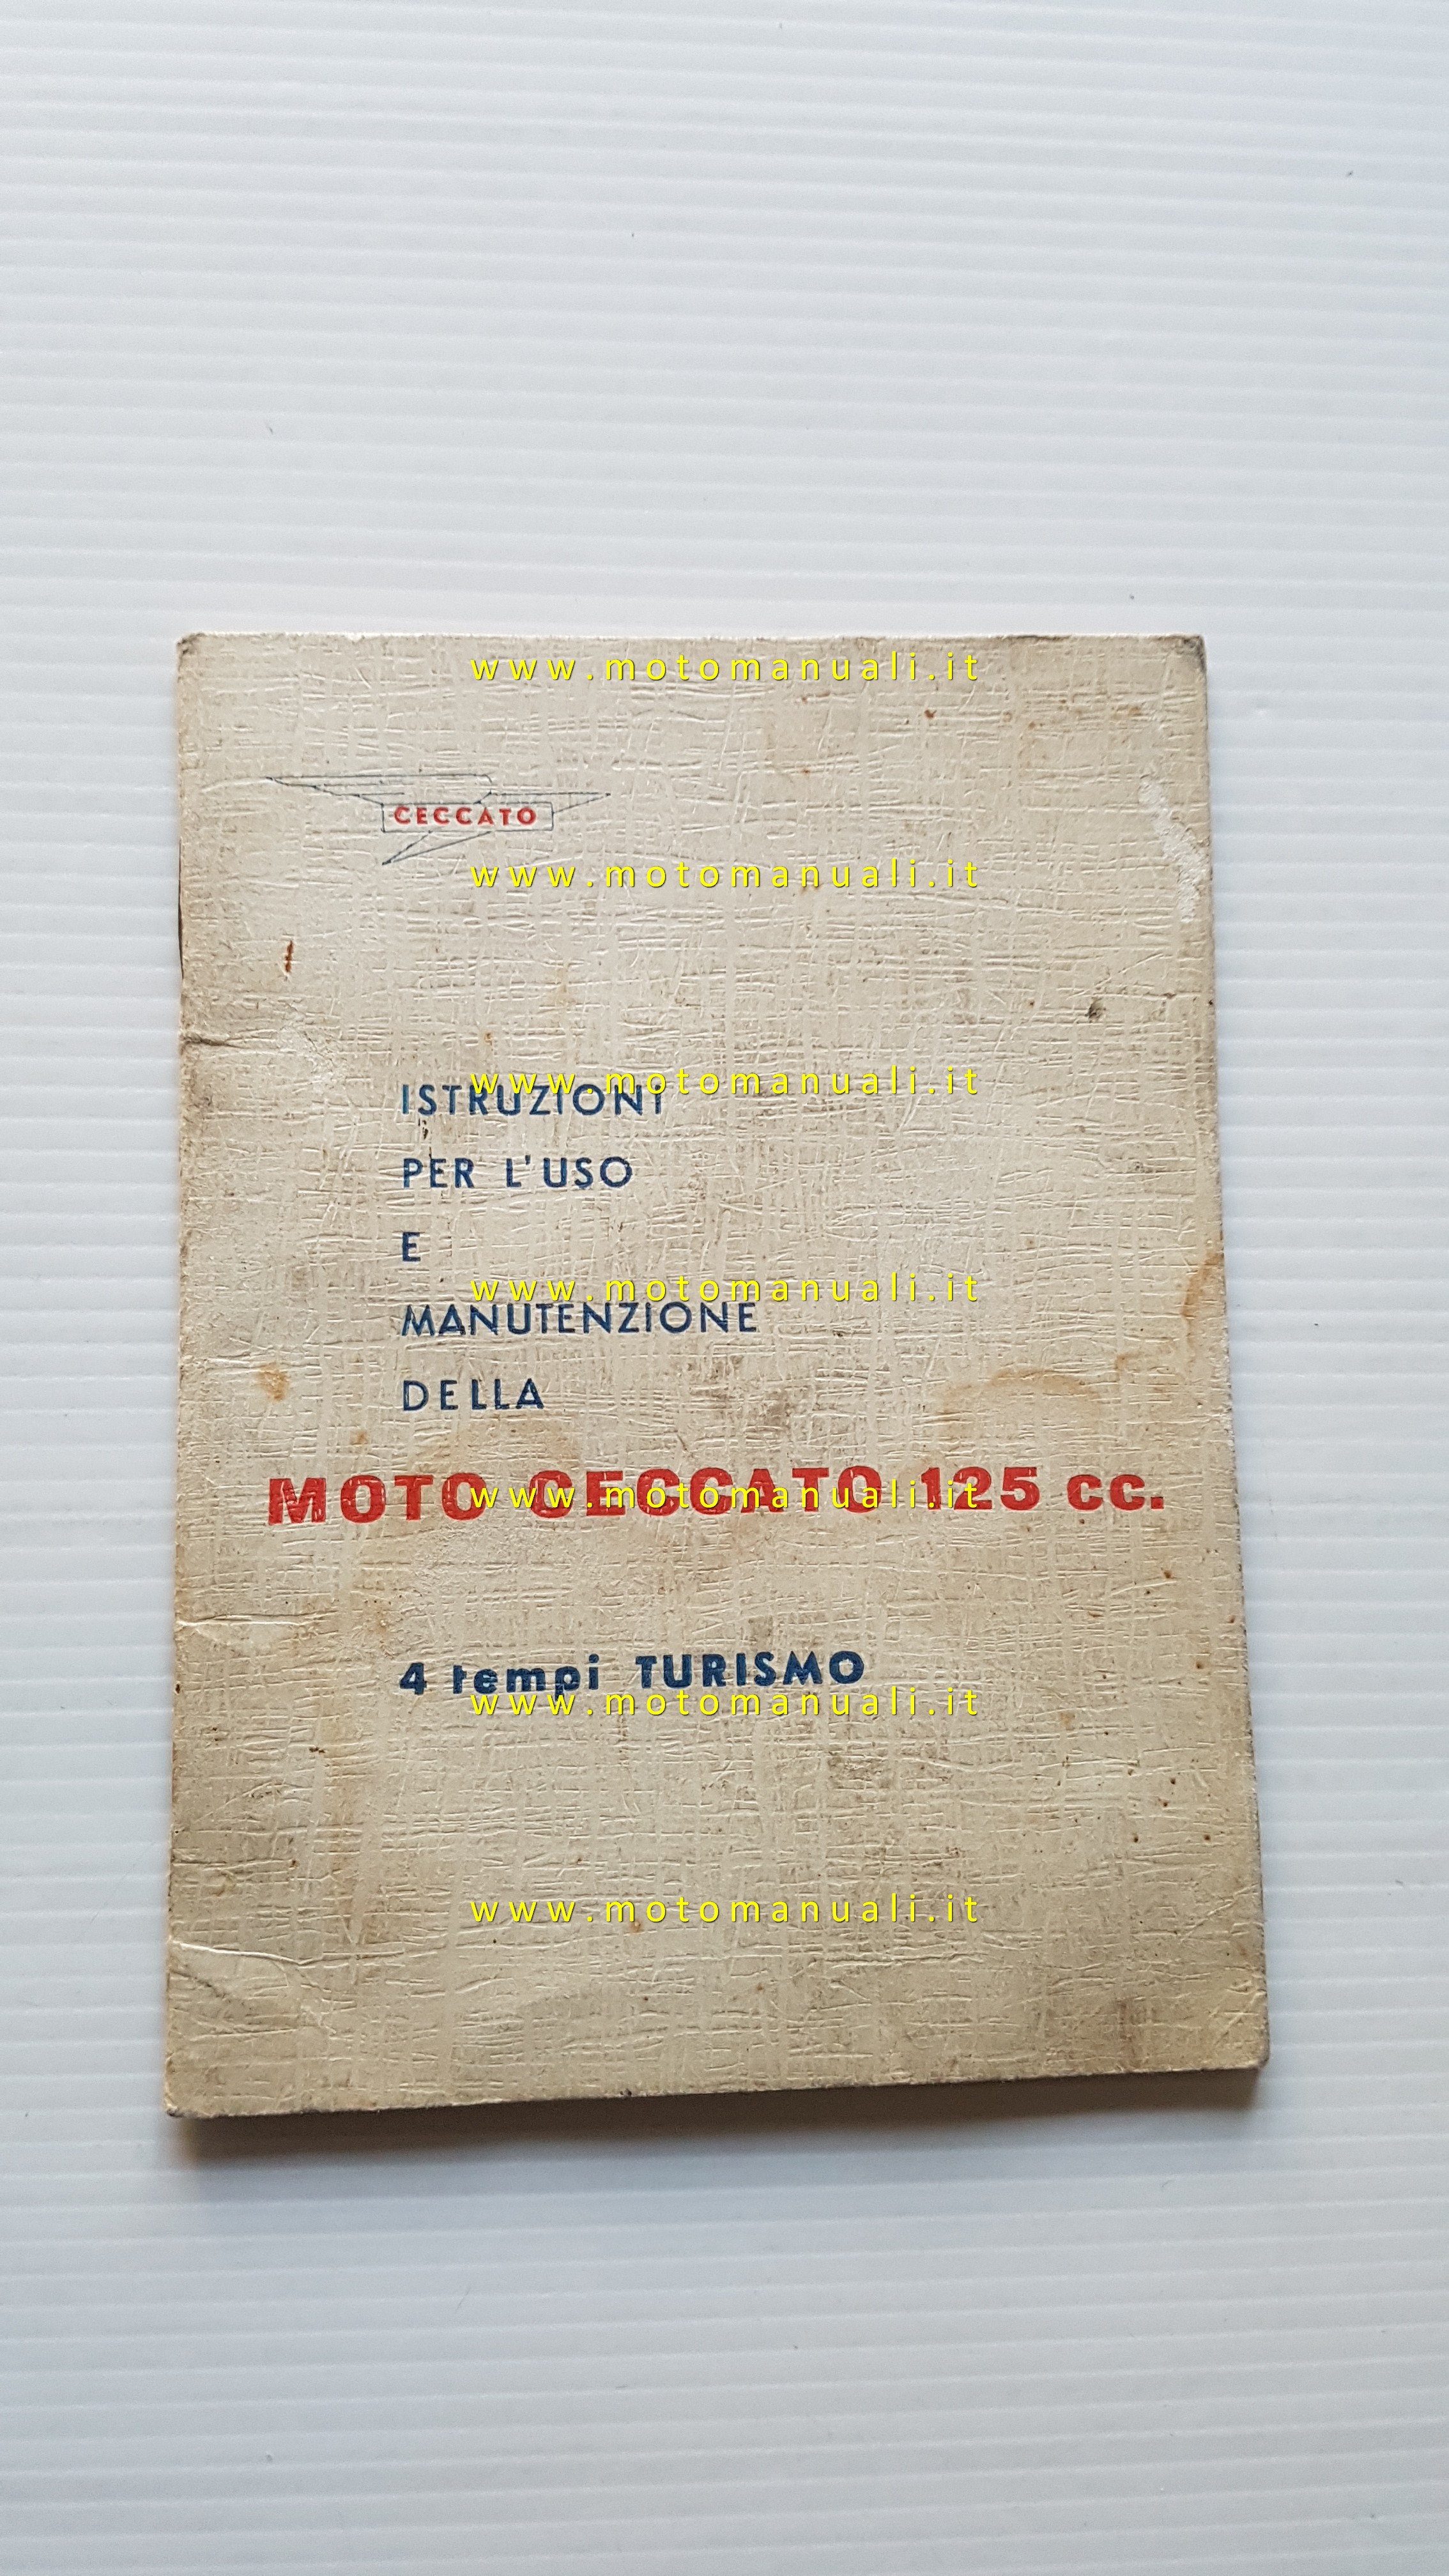 www.motomanuali.it
CECCATO
www.motomanuali.it
www.motomanuali.it
ISTRUZIONI
PER L'USO
E
www.motomanuali.it
MANUTENZIONE
DELLA
MOTO CECCATO 125 cc.
www.motomanuali.it
4 tempi TURISMO
www.motomanuali.it
www.motomanuali.it